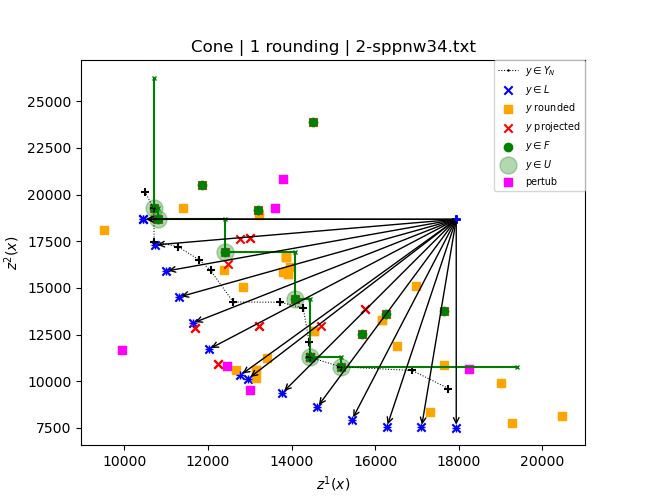 Cone | 1 rounding | 2-sppnw34.txt
z²(x)
25000
22500
20000
17500
15000
12500
10000
7500
10000 12000 14000 16000 18000 20000
z¹(x)
y ∈ Y_N
y ∈ L
y rounded
y projected
y ∈ F
y ∈ U
pertub